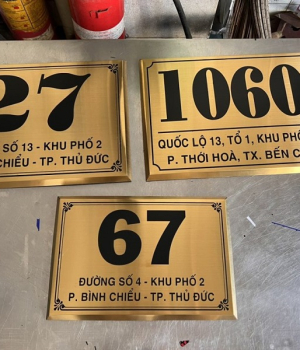 27
SỐ 13 - KHU PHỐ 2
CHIỂU - TP. THỦ ĐỨC
1060
QUỐC LỘ 13, TỔ 1, KHU PHỐ
P. THỚI HOÀ, TX. BẾN C
67
ĐƯỜNG SỐ 4 - KHU PHỐ 2
P. BÌNH CHIỂU - TP. THỦ ĐỨC